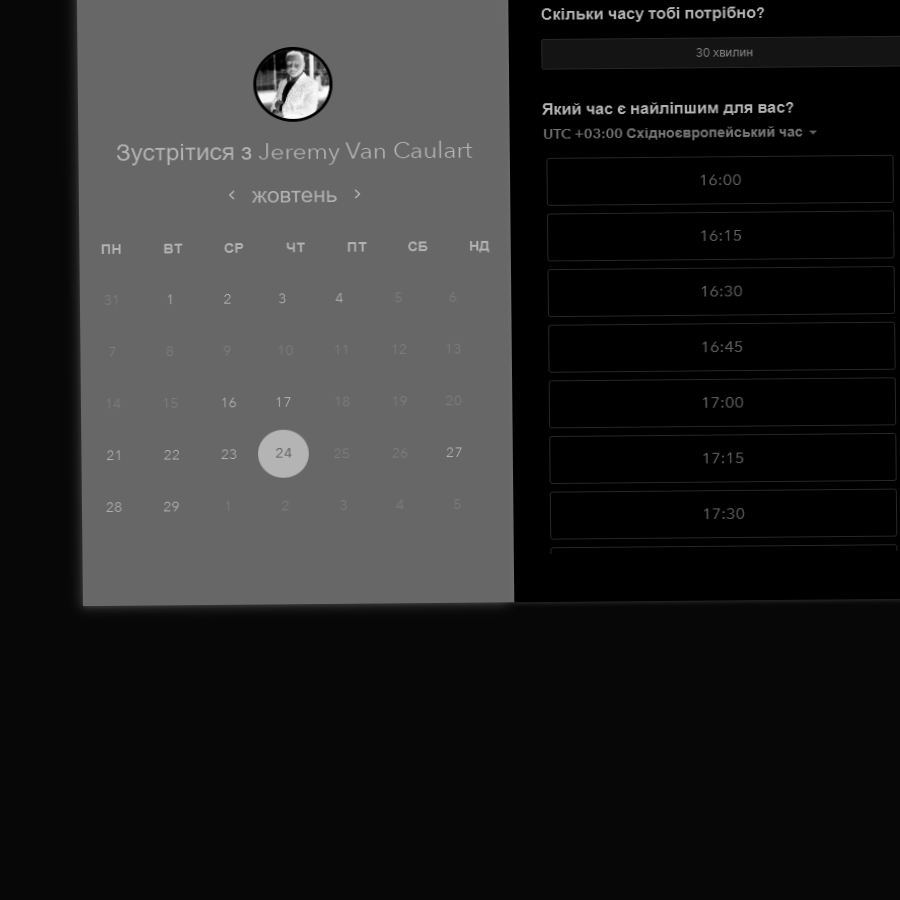 Зустрітися з Jeremy Van Caulart
жовтень
ПН ВТ СР ЧТ ПТ СБ НД
31 1 2 3 4 5 6
7 8 9 10 11 12 13
14 15 16 17 18 19 20
21 22 23 24 25 26 27
28 29 1 2 3 4 5
Скільки часу тобі потрібно?
30 хвилин
Який час є найліпшим для вас?
UTC +03:00 Східноєвропейський час
16:00
16:15
16:30
16:45
17:00
17:15
17:30